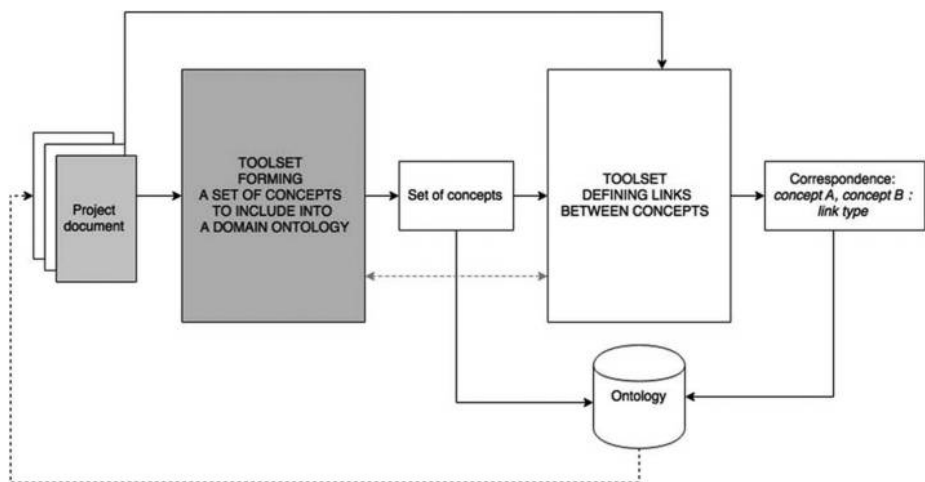 Project
document
TOOLSET
FORMING
A SET OF CONCEPTS
TO INCLUDE INTO
A DOMAIN ONTOLOGY
Set of concepts
TOOLSET
DEFINING LINKS
BETWEEN CONCEPTS
Correspondence:
concept A, concept B :
link type
Ontology